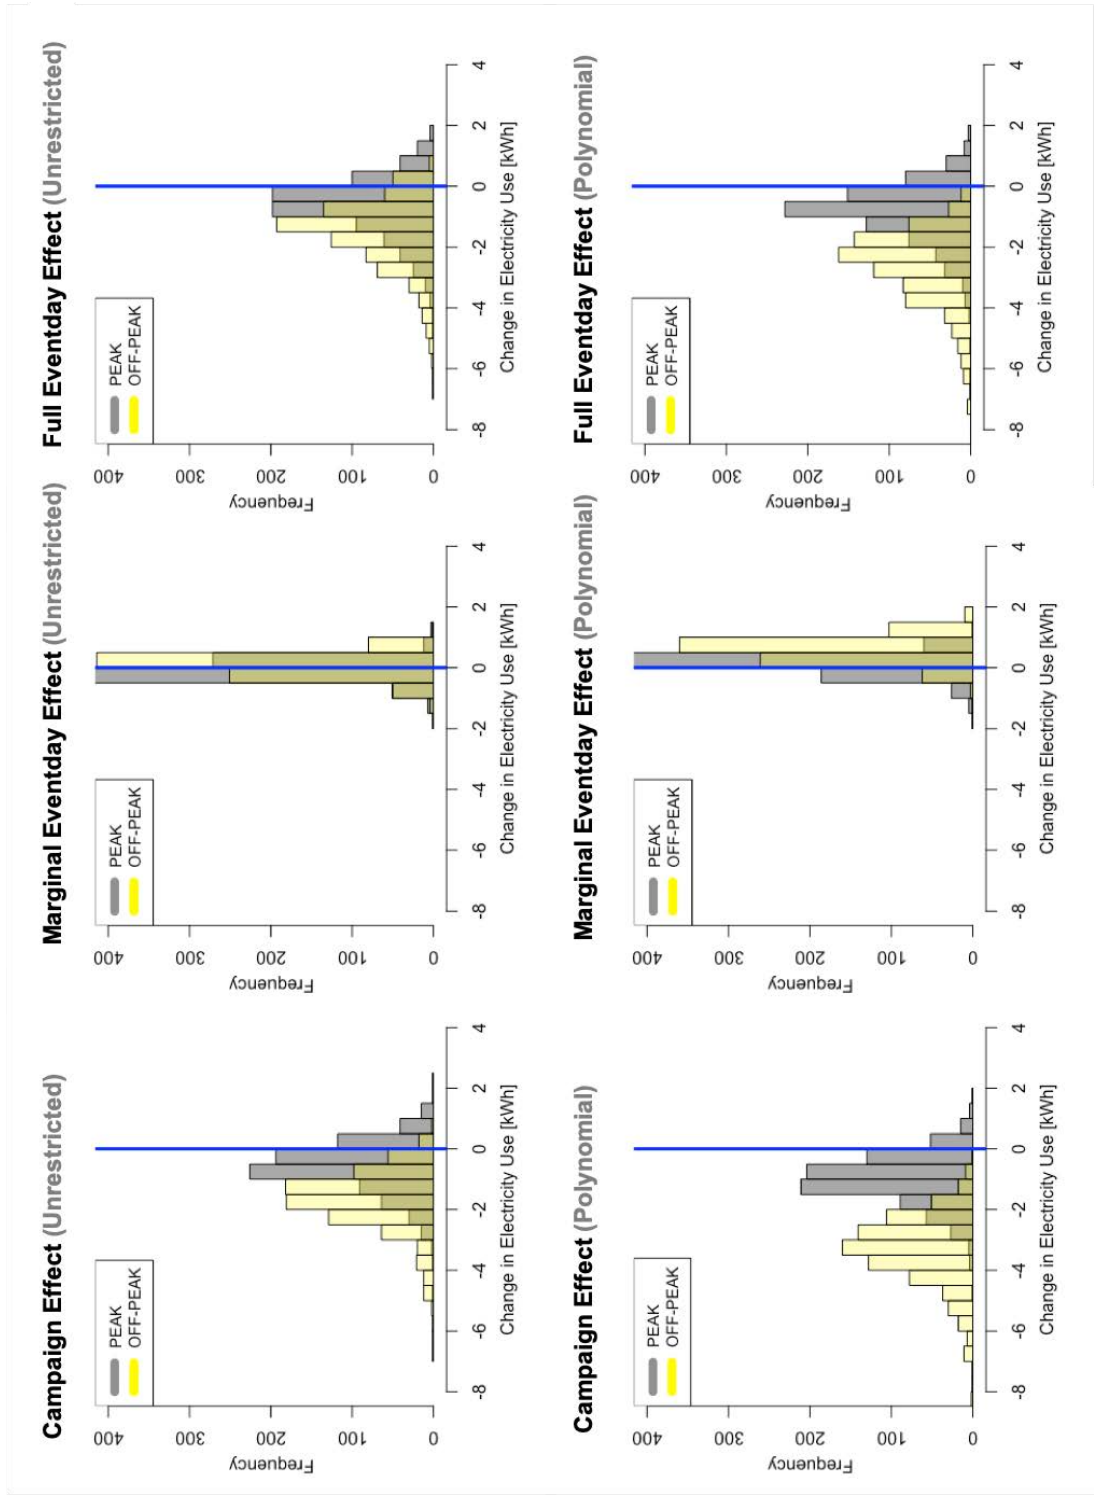 Campaign Effect (Unrestricted)
PEAK
OFF-PEAK
Frequency
0
100
200
300
400
-8
-6
-4
-2
0
2
4
Change in Electricity Use [kWh]
Marginal Eventday Effect (Unrestricted)
PEAK
OFF-PEAK
Frequency
0
100
200
300
400
-8
-6
-4
-2
0
2
4
Change in Electricity Use [kWh]
Full Eventday Effect (Unrestricted)
PEAK
OFF-PEAK
Frequency
0
100
200
300
400
-8
-6
-4
-2
0
2
4
Change in Electricity Use [kWh]
Campaign Effect (Polynomial)
PEAK
OFF-PEAK
Frequency
0
100
200
300
400
-8
-6
-4
-2
0
2
4
Change in Electricity Use [kWh]
Marginal Eventday Effect (Polynomial)
PEAK
OFF-PEAK
Frequency
0
100
200
300
400
-8
-6
-4
-2
0
2
4
Change in Electricity Use [kWh]
Full Eventday Effect (Polynomial)
PEAK
OFF-PEAK
Frequency
0
100
200
300
400
-8
-6
-4
-2
0
2
4
Change in Electricity Use [kWh]